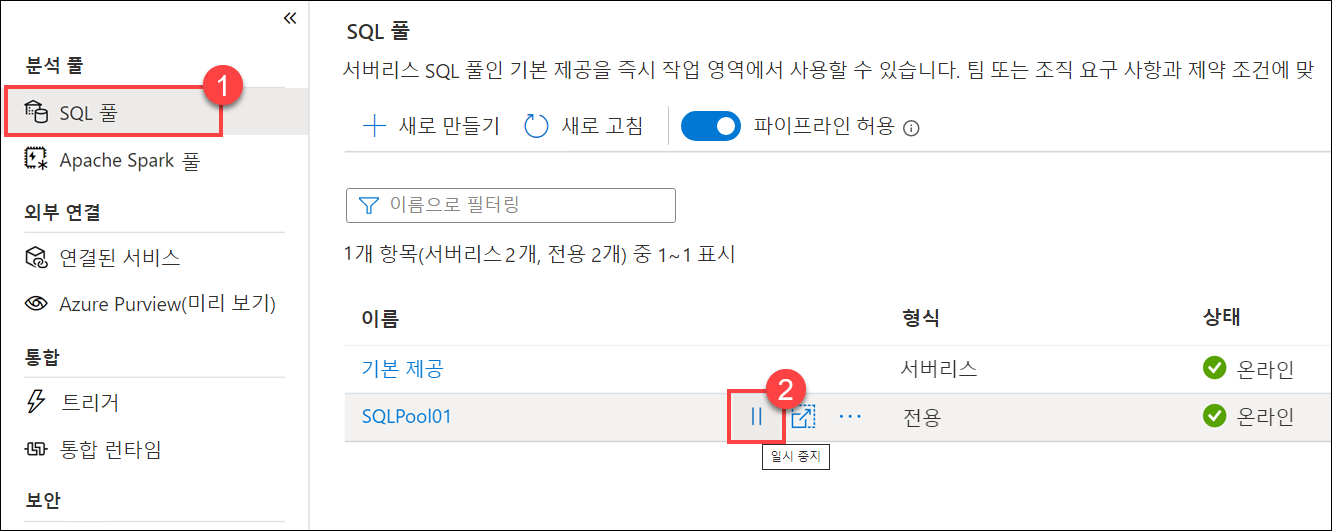 «
분석 풀
1
SQL 풀
Apache Spark 풀
외부 연결
연결된 서비스
Azure Purview(미리 보기)
통합
트리거
통합 런타임
보안
SQL 풀
서버리스 SQL 풀인 기본 제공을 즉시 작업 영역에서 사용할 수 있습니다. 팀 또는 조직 요구 사항과 제약 조건에 맞
새로 만들기 새로 고침 파이프라인 허용
이름으로 필터링
1개 항목(서버리스 2개, 전용 2개) 중 1~1 표시
이름 형식 상태
기본 제공 서버리스 온라인
2
SQLPool01 전용 온라인
일시 중지